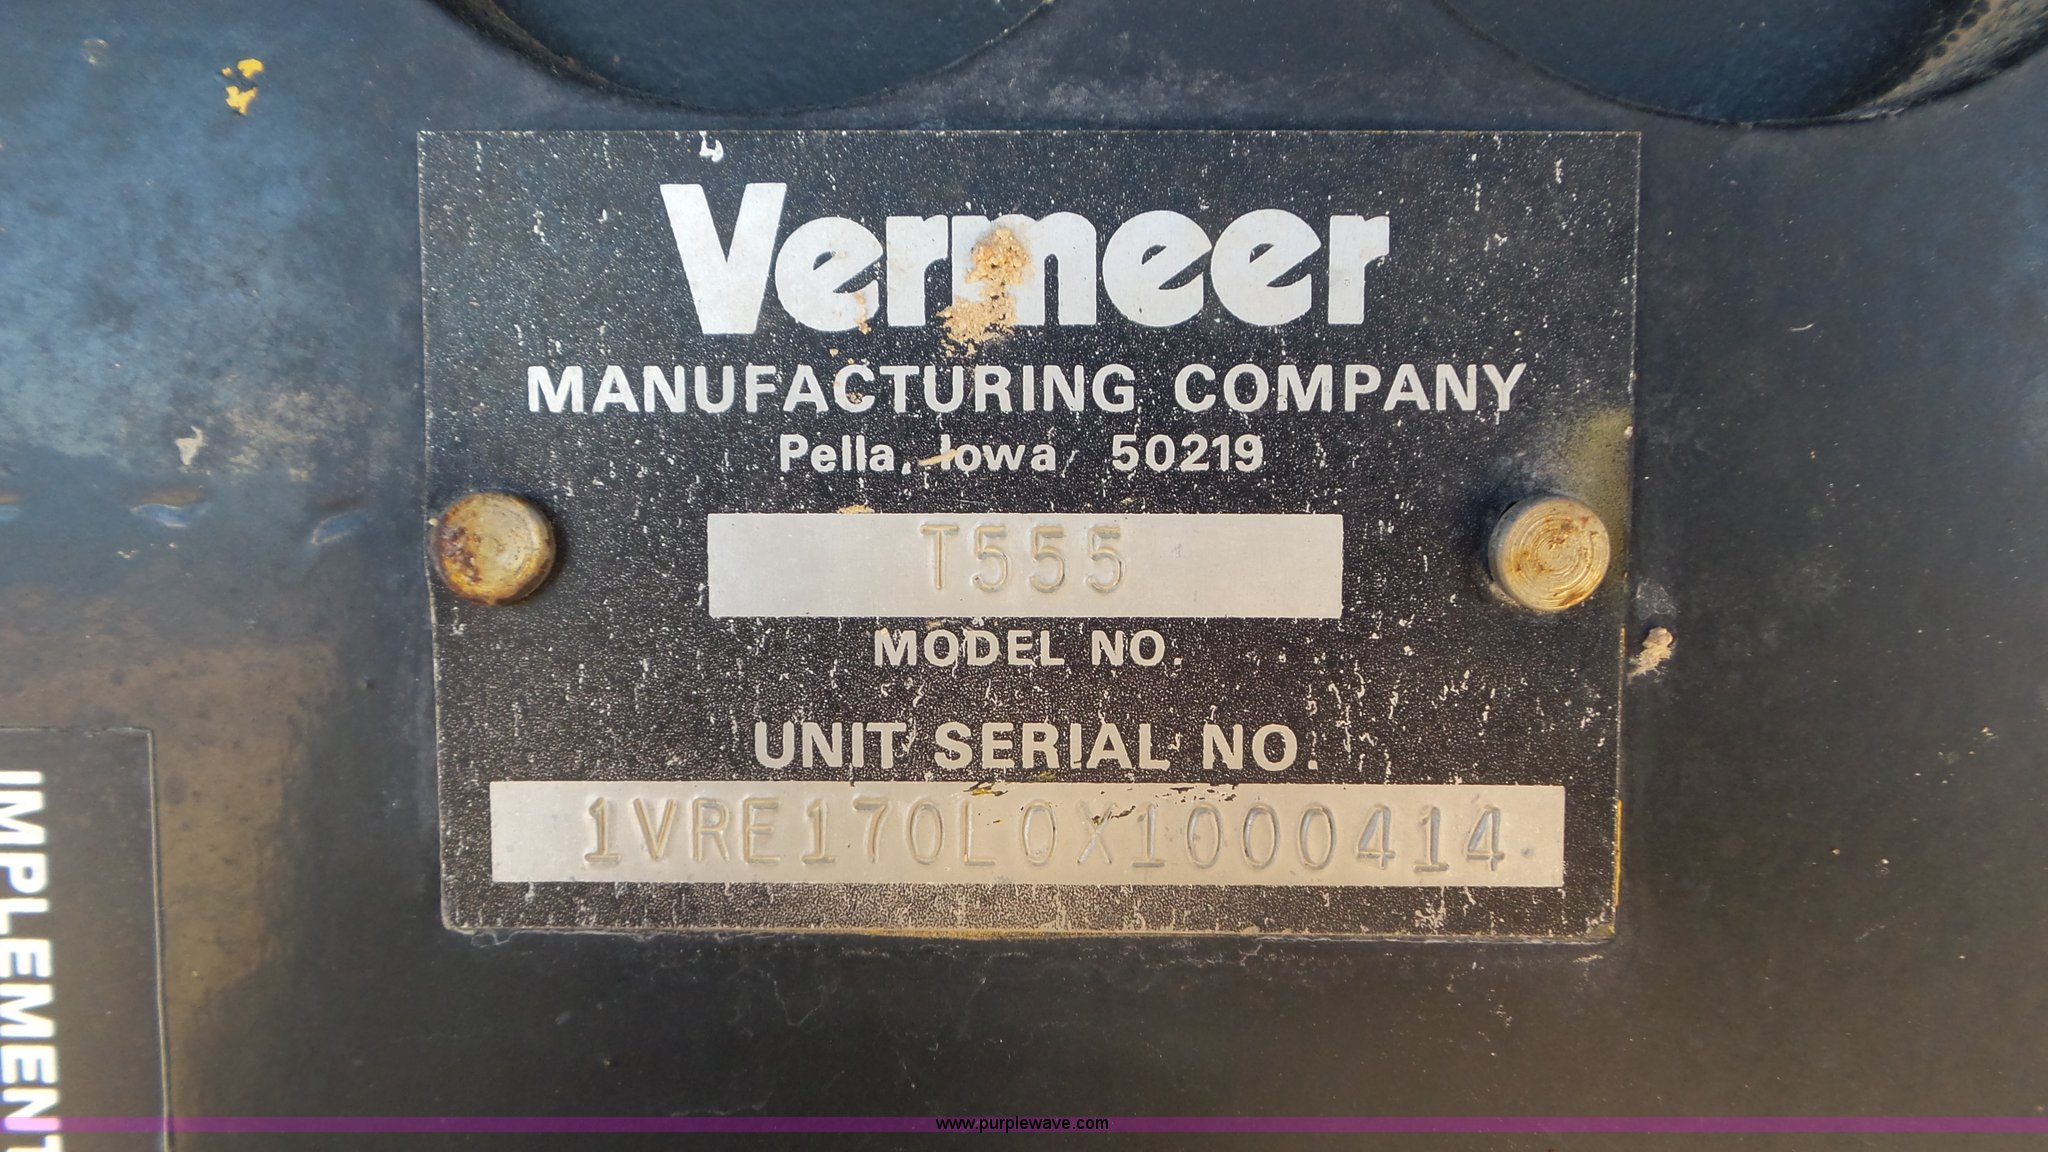 Vermeer
MANUFACTURING COMPANY
Pella, Iowa 50219
T555
MODEL NO.
UNIT SERIAL NO.
1VRE170L0X1000414
IMPLEMENT
www.purplewave.com